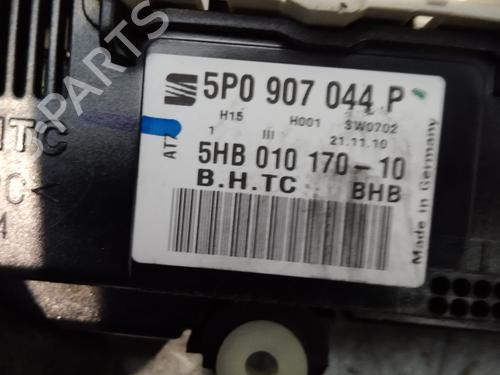 5P0 907 044 P
H15 H001 SW0702
1 III 21.11.10
5HB 010 170-10
B.H.TC BHB
Made in Germany